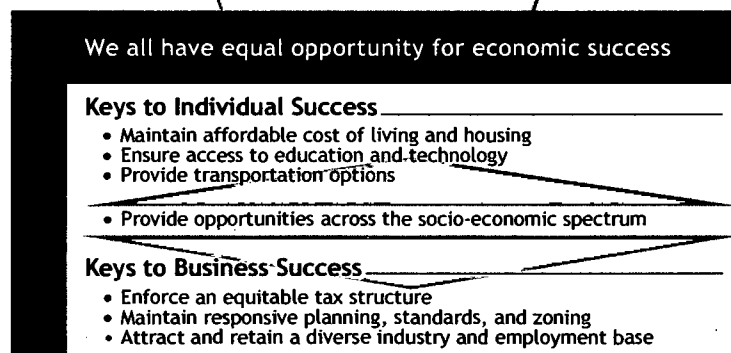 We all have equal opportunity for economic success
Keys to Individual Success
• Maintain affordable cost of living and housing
• Ensure access to education and technology
• Provide transportation options
• Provide opportunities across the socio-economic spectrum
Keys to Business Success
• Enforce an equitable tax structure
• Maintain responsive planning, standards, and zoning
• Attract and retain a diverse industry and employment base